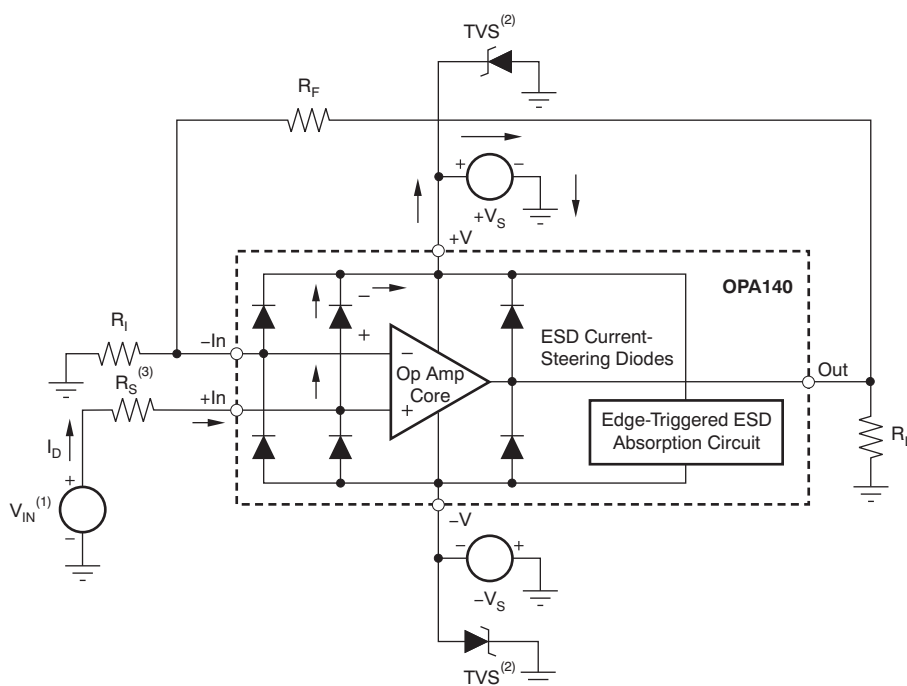 TVS(2)
RF
+ −
+VS
+V
OPA140
−
+
RI
−In
ESD Current-
Steering Diodes
−
Op Amp
Core
+
Out
RS(3)
+In
Edge-Triggered ESD
Absorption Circuit
ID
+
VIN(1)
−
−V
− +
−VS
TVS(2)